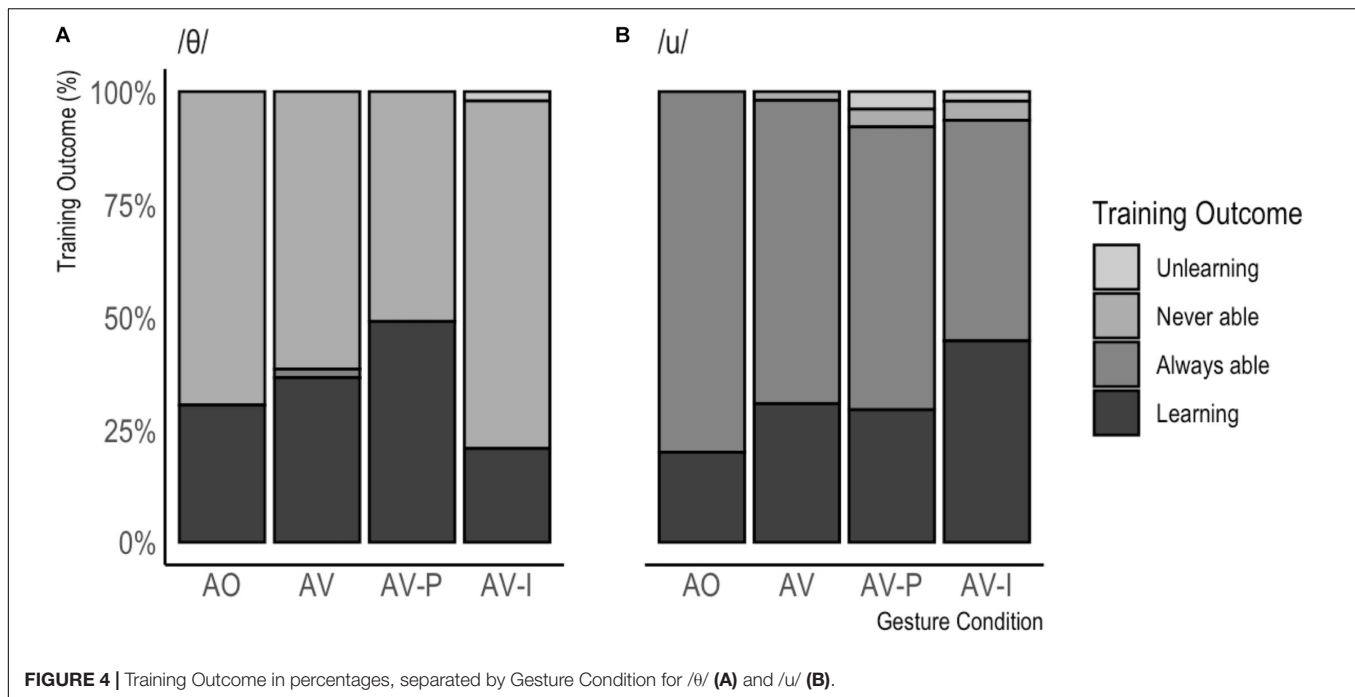 A
/θ/
B
/u/
Training Outcome (%)
100%
75%
50%
25%
0%
AO AV AV-P AV-I
AO AV AV-P AV-I
Gesture Condition
Training Outcome
Unlearning
Never able
Always able
Learning
FIGURE 4 | Training Outcome in percentages, separated by Gesture Condition for /θ/ (A) and /u/ (B).